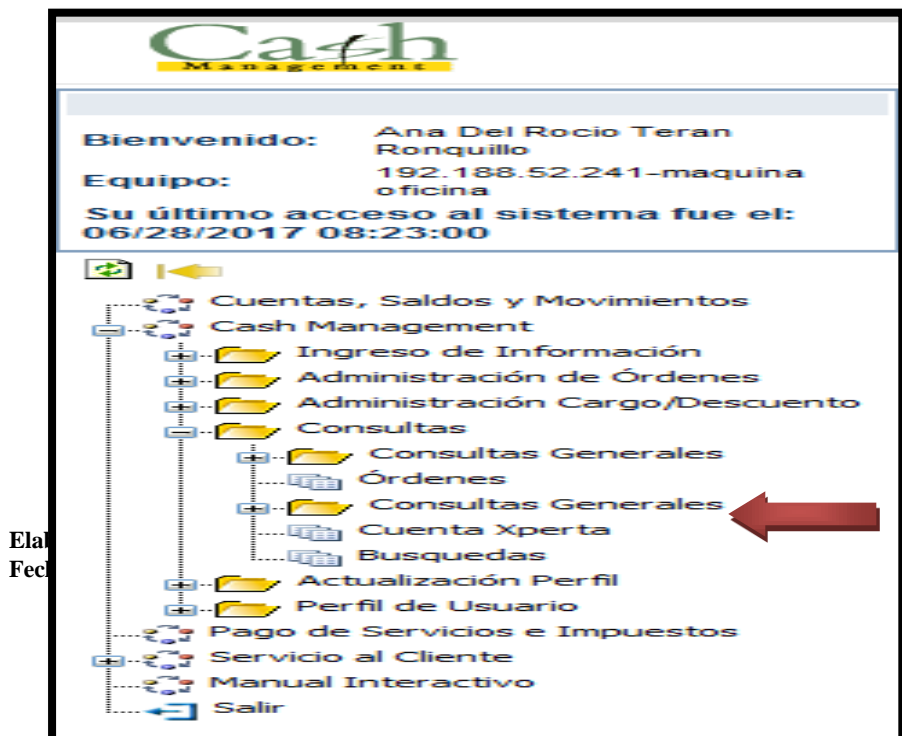 Cash
Management
Bienvenido: Ana Del Rocio Teran
Ronquillo
Equipo: 192.188.52.241-maquina
oficina
Su último acceso al sistema fue el:
06/28/2017 08:23:00
Cuentas, Saldos y Movimientos
Cash Management
Ingreso de Información
Administración de Órdenes
Administración Cargo/Descuento
Consultas
Consultas Generales
Órdenes
Consultas Generales
Cuenta Xperta
Busquedas
Actualización Perfil
Perfil de Usuario
Pago de Servicios e Impuestos
Servicio al Cliente
Manual Interactivo
Salir